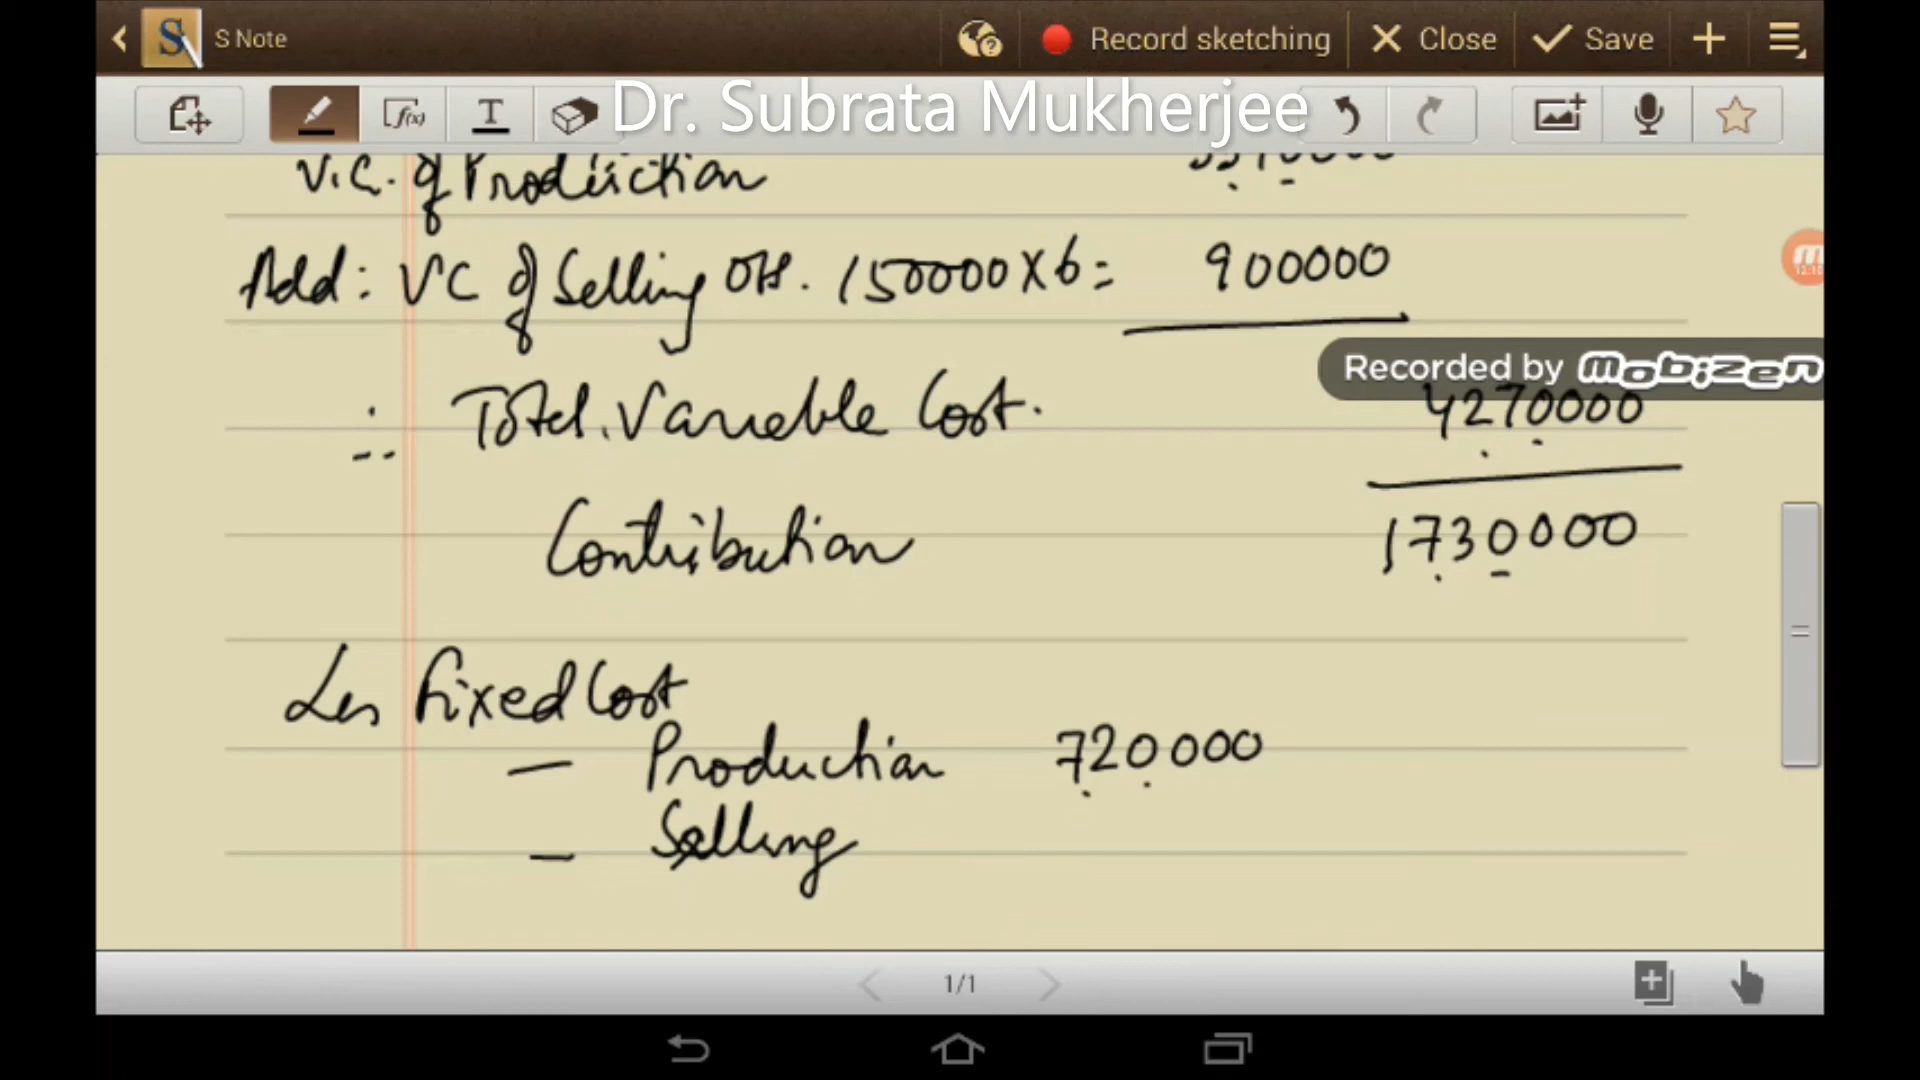 S Note
Record sketching
Close
Save
Dr. Subrata Mukherjee
V.C. of Production
Add: VC of Selling OH. 150000X6= 900000
Recorded by mobizen
∴ Total Variable Cost. 4270000
Contribution 1730000
Less Fixed Cost
— Production 720000
— Selling
1/1